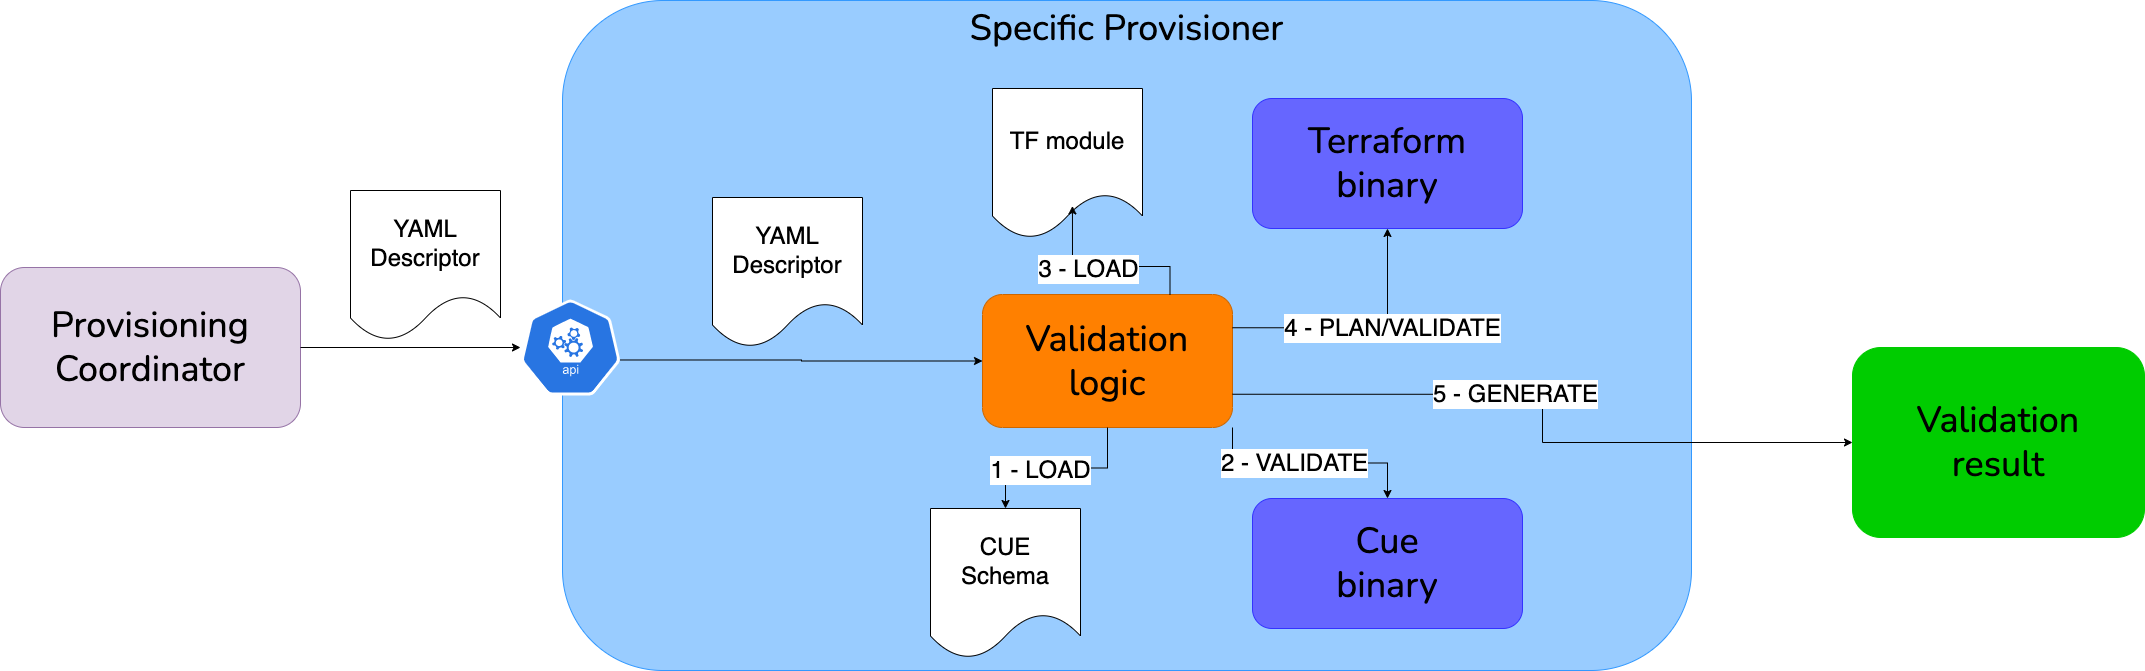 Specific Provisioner
TF module
Terraform
binary
YAML
Descriptor
YAML
Descriptor
3 - LOAD
Provisioning
Coordinator
api
Validation
logic
4 - PLAN/VALIDATE
5 - GENERATE
Validation
result
1 - LOAD
2 - VALIDATE
CUE
Schema
Cue
binary